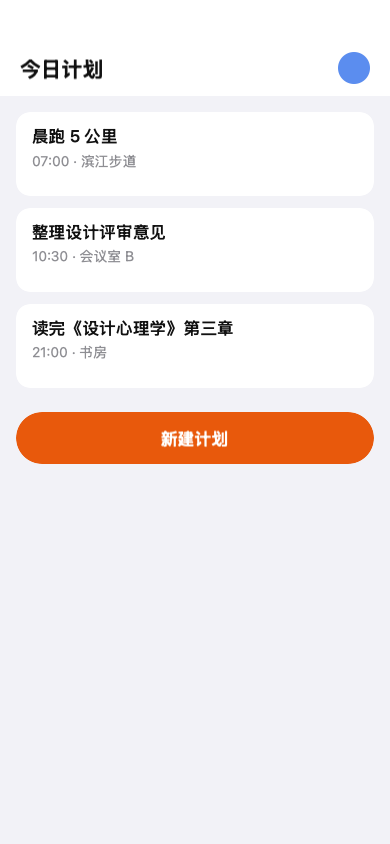 今日计划
晨跑 5 公里
07:00 · 滨江步道
整理设计评审意见
10:30 · 会议室 B
读完《设计心理学》第三章
21:00 · 书房
新建计划